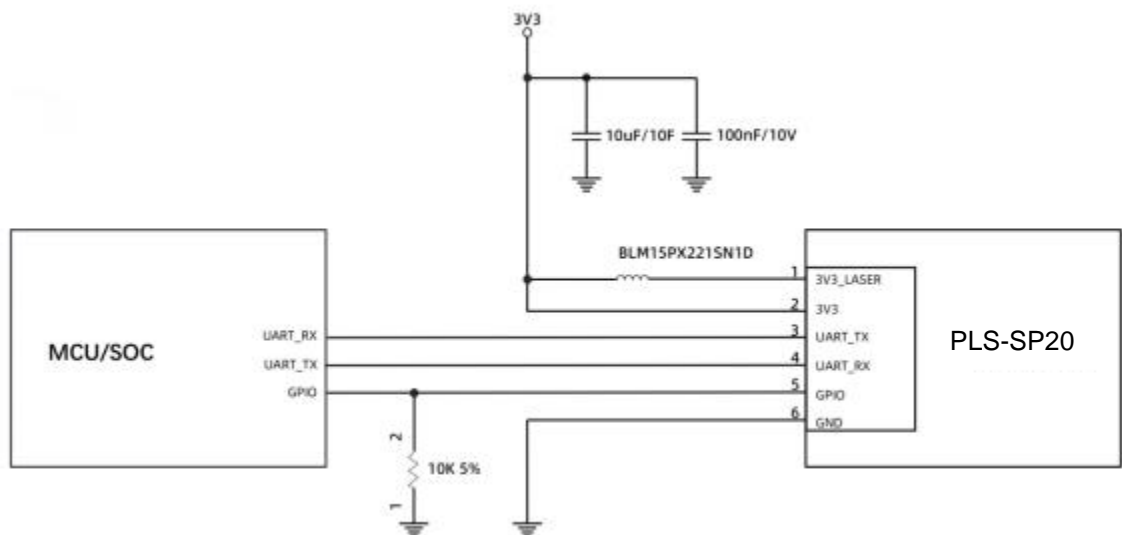 3V3
10uF/10F
100nF/10V
BLM15PX221SN1D
1
3V3_LASER
2
3V3
UART_RX
3
UART_TX
MCU/SOC
PLS-SP20
UART_TX
4
UART_RX
GPIO
5
GPIO
6
GND
2
10K 5%
1